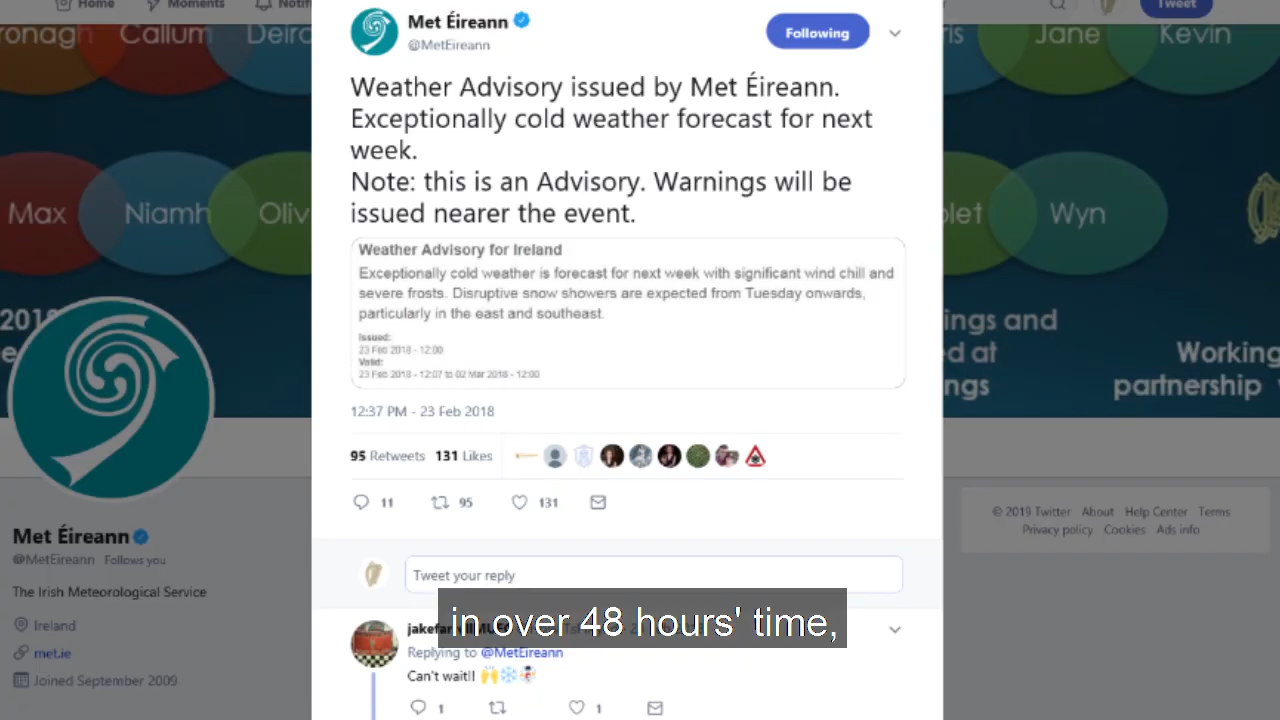 Home Moments
Met Éireann
@MetEireann
Following
Tweet
Callum
Jane
Kevin
Weather Advisory issued by Met Éireann.
Exceptionally cold weather forecast for next
week.
Note: this is an Advisory. Warnings will be
issued nearer the event.
Max
Niamh
Wyn
Weather Advisory for Ireland
Exceptionally cold weather is forecast for next week with significant wind chill and
severe frosts. Disruptive snow showers are expected from Tuesday onwards,
particularly in the east and southeast.
Issued:
23 Feb 2018 - 12:00
Valid:
23 Feb 2018 - 12:07 to 02 Mar 2018 - 12:00
Working
partnership
12:37 PM - 23 Feb 2018
95 Retweets 131 Likes
11 95 131
Met Éireann
@MetEireann Follows you
The Irish Meteorological Service
Ireland
met.ie
Joined September 2009
© 2019 Twitter About Help Center Terms
Privacy policy Cookies Ads info
Tweet your reply
in over 48 hours' time,
Replying to @MetEireann
Can't wait!! 🙌❄️☃️
1 1